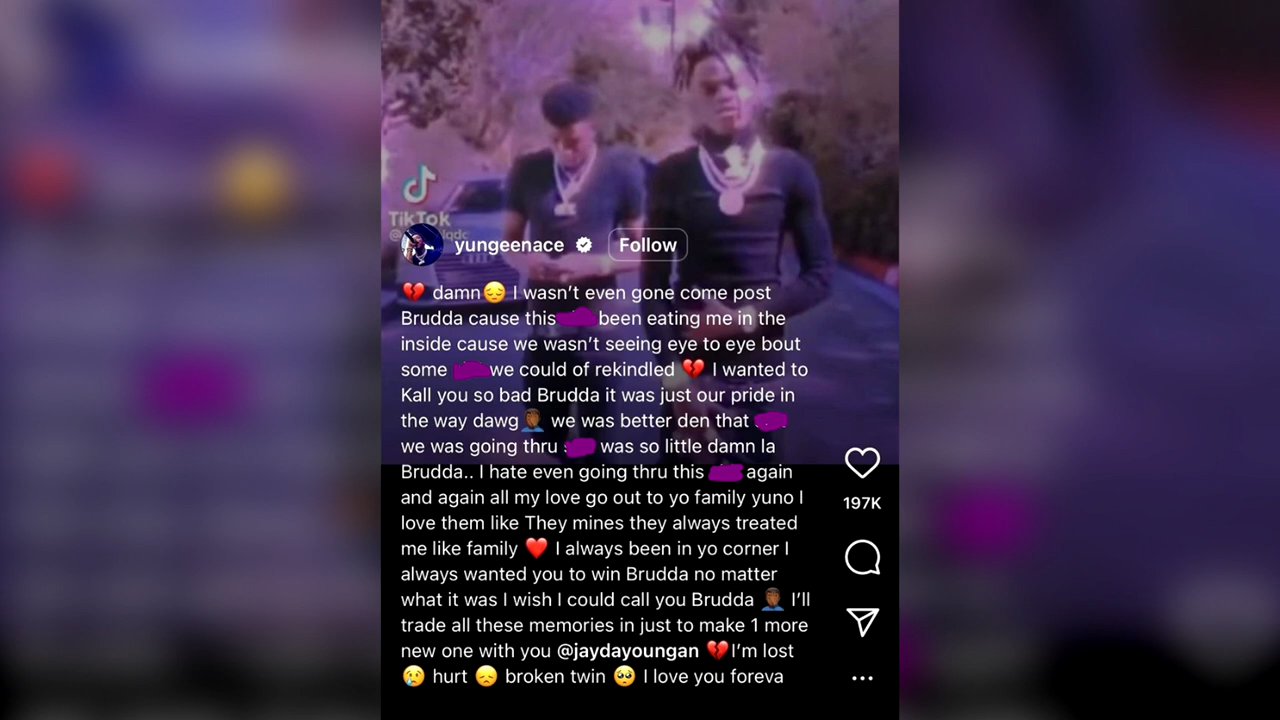 TikTok
yungeenace Follow
💔 damn😔 I wasn't even gone come post
Brudda cause this been eating me in the
inside cause we wasn't seeing eye to eye bout
some we could of rekindled 💔 I wanted to
Kall you so bad Brudda it was just our pride in
the way dawg🤦🏾‍♂️ we was better den that
we was going thru was so little damn la
Brudda.. I hate even going thru this again
and again all my love go out to yo family yuno I
love them like They mines they always treated
me like family ❤️ I always been in yo corner I
always wanted you to win Brudda no matter
what it was I wish I could call you Brudda 🤦🏾‍♂️ I'll
trade all these memories in just to make 1 more
new one with you @jaydayoungan 💔I'm lost
😢 hurt 😞 broken twin 🥺 I love you foreva
197K